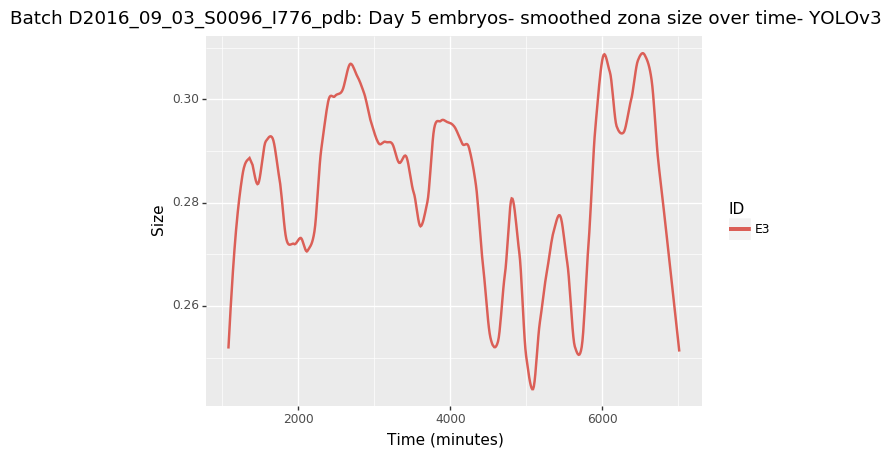 Batch D2016_09_03_S0096_I776_pdb: Day 5 embryos- smoothed zona size over time- YOLOv3
0.30
0.28
0.26
Size
2000
4000
6000
Time (minutes)
ID
E3